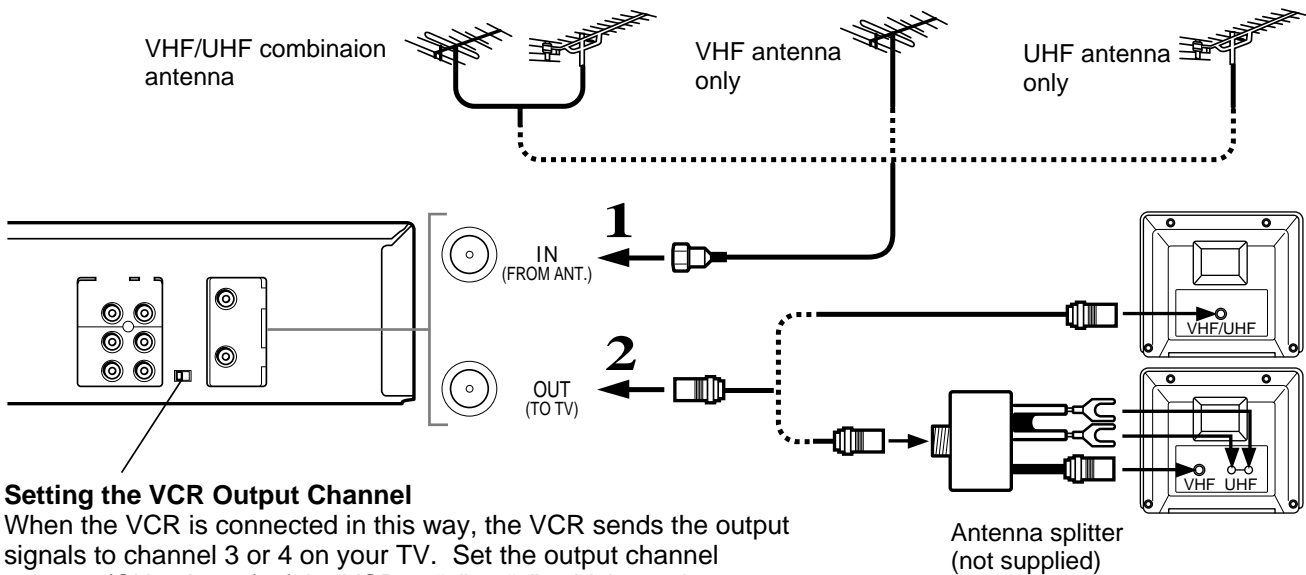 VHF/UHF combinaion
antenna
VHF antenna
only
UHF antenna
only
1
IN
(FROM ANT.)
2
OUT
(TO TV)
VHF/UHF
VHF UHF
Setting the VCR Output Channel
When the VCR is connected in this way, the VCR sends the output
signals to channel 3 or 4 on your TV. Set the output channel
Antenna splitter
(not supplied)